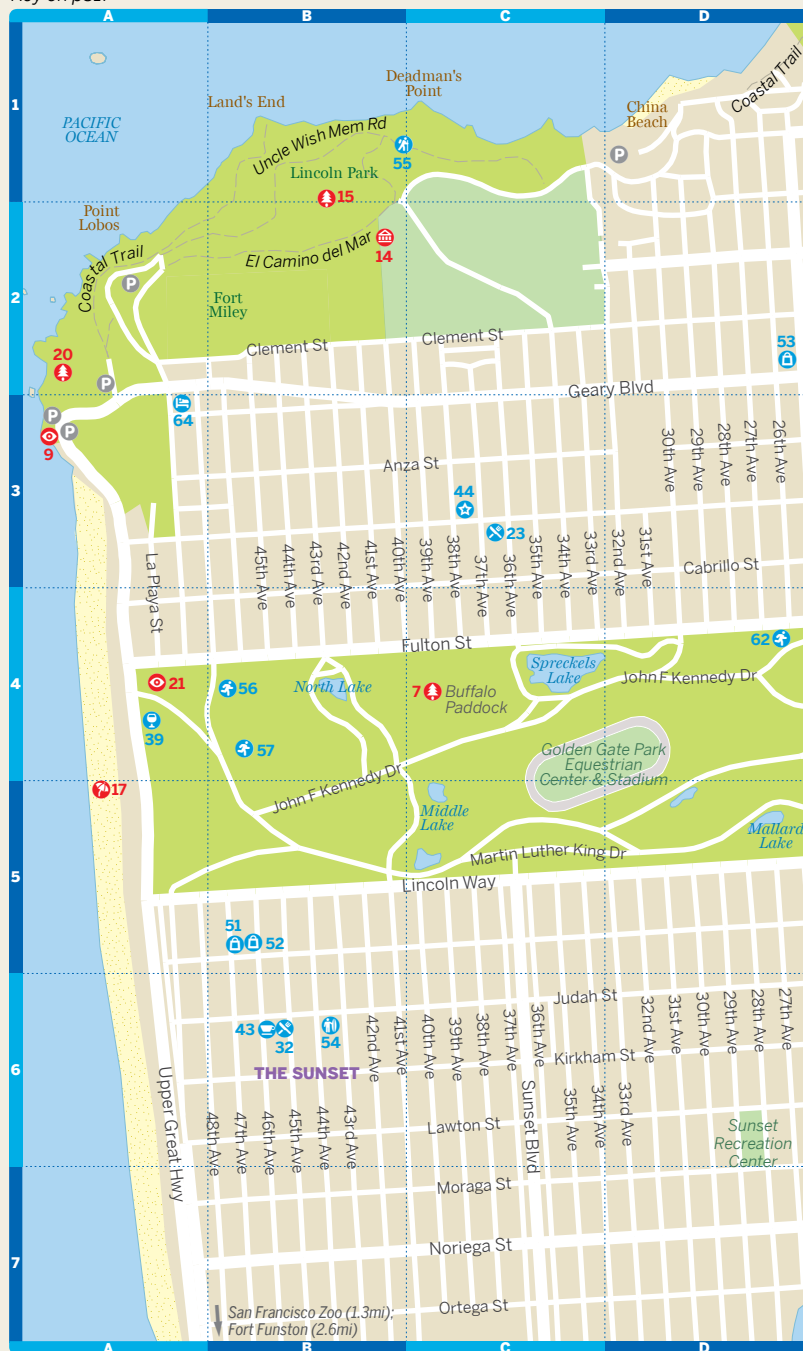 A
B
C
D
1
Deadman's
Point
Land's End
Coastal Trail
China
Beach
PACIFIC
OCEAN
Uncle Wish Mem Rd
55
P
Lincoln Park
15
Point
Lobos
14
Coastal Trail
El Camino del Mar
P
2
Fort
Miley
Clement St
Clement St
53
20
P
Geary Blvd
64
P
P
9
30th Ave
29th Ave
28th Ave
27th Ave
26th Ave
Anza St
3
44
23
La Playa St
45th Ave
44th Ave
43rd Ave
42nd Ave
41st Ave
40th Ave
39th Ave
38th Ave
37th Ave
36th Ave
35th Ave
34th Ave
33rd Ave
32nd Ave
31st Ave
Cabrillo St
Fulton St
62
4
21
56
North Lake
7
Buffalo
Paddock
Spreckels
Lake
John F Kennedy Dr
39
57
Golden Gate Park
Equestrian
Center & Stadium
17
John F Kennedy Dr
Middle
Lake
Mallard
Lake
5
Martin Luther King Dr
Lincoln Way
51
52
Judah St
43
32
54
42nd Ave
41st Ave
40th Ave
39th Ave
38th Ave
37th Ave
36th Ave
32nd Ave
31st Ave
30th Ave
29th Ave
28th Ave
27th Ave
Kirkham St
6
THE SUNSET
Upper Great Hwy
48th Ave
47th Ave
46th Ave
45th Ave
44th Ave
43rd Ave
Lawton St
Sunset Blvd
35th Ave
34th Ave
33rd Ave
Sunset
Recreation
Center
Moraga St
7
Noriega St
San Francisco Zoo (1.3mi);
Fort Funston (2.6mi)
Ortega St
A
B
C
D